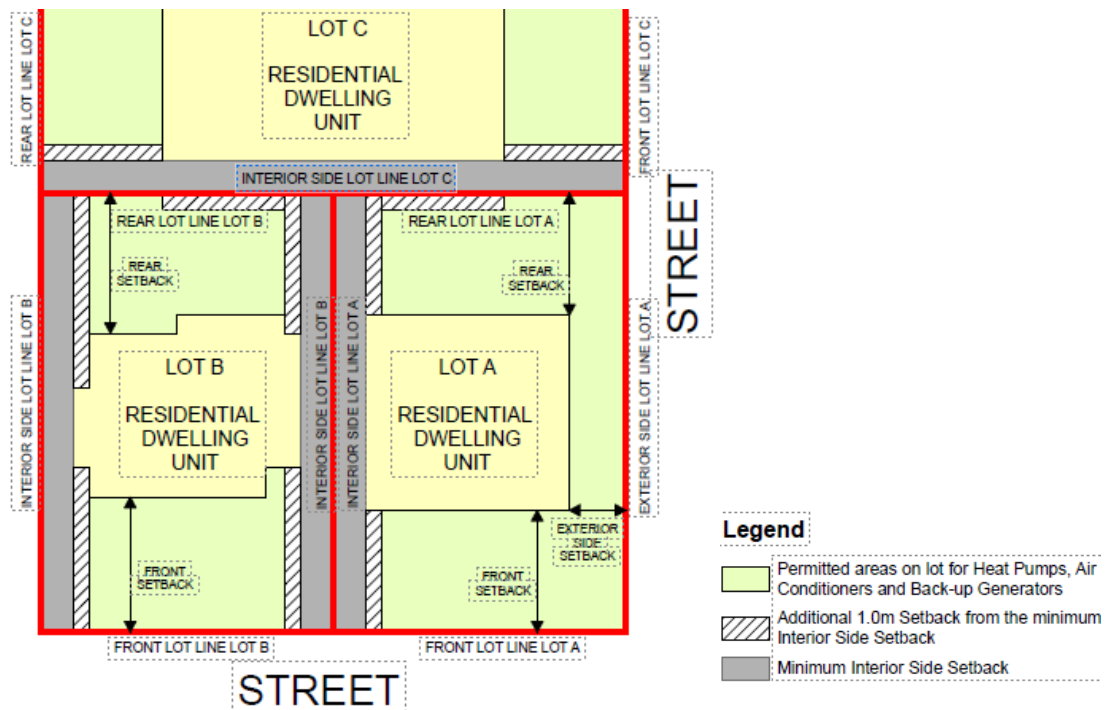 REAR LOT LINE LOT C
LOT C
RESIDENTIAL
DWELLING
UNIT
FRONT LOT LINE LOT C
INTERIOR SIDE LOT LINE LOT C
REAR LOT LINE LOT B
REAR LOT LINE LOT A
REAR
SETBACK
REAR
SETBACK
STREET
INTERIOR SIDE LOT LINE LOT B
LOT B
RESIDENTIAL
DWELLING
UNIT
INTERIOR SIDE LOT LINE LOT B
INTERIOR SIDE LOT LINE LOT A
LOT A
RESIDENTIAL
DWELLING
UNIT
EXTERIOR SIDE LOT LINE LOT A
EXTERIOR
SIDE
SETBACK
FRONT
SETBACK
FRONT
SETBACK
FRONT LOT LINE LOT B
FRONT LOT LINE LOT A
STREET
Legend
Permitted areas on lot for Heat Pumps, Air
Conditioners and Back-up Generators
Additional 1.0m Setback from the minimum
Interior Side Setback
Minimum Interior Side Setback